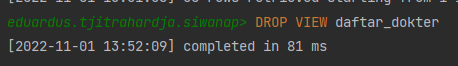 eduardus.tjitrahardja.siwanap> DROP VIEW daftar_dokter
[2022-11-01 13:52:09] completed in 81 ms